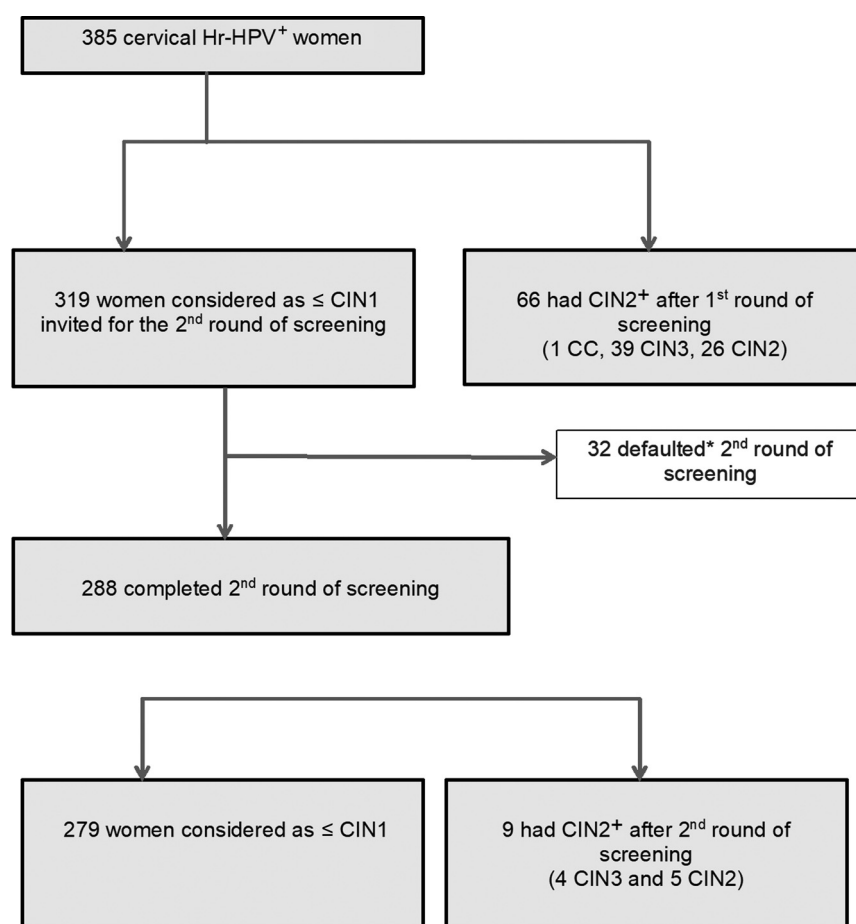 385 cervical Hr-HPV⁺ women
319 women considered as ≤ CIN1
invited for the 2ⁿᵈ round of screening
66 had CIN2⁺ after 1ˢᵗ round of
screening
(1 CC, 39 CIN3, 26 CIN2)
32 defaulted* 2ⁿᵈ round of
screening
288 completed 2ⁿᵈ round of screening
279 women considered as ≤ CIN1
9 had CIN2⁺ after 2ⁿᵈ round of
screening
(4 CIN3 and 5 CIN2)